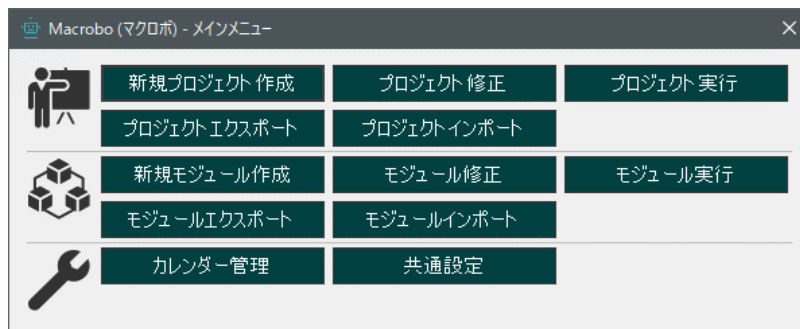 Macrobo (マクロボ) - メインメニュー
新規プロジェクト作成 プロジェクト修正 プロジェクト実行
プロジェクトエクスポート プロジェクトインポート
新規モジュール作成 モジュール修正 モジュール実行
モジュールエクスポート モジュールインポート
カレンダー管理 共通設定